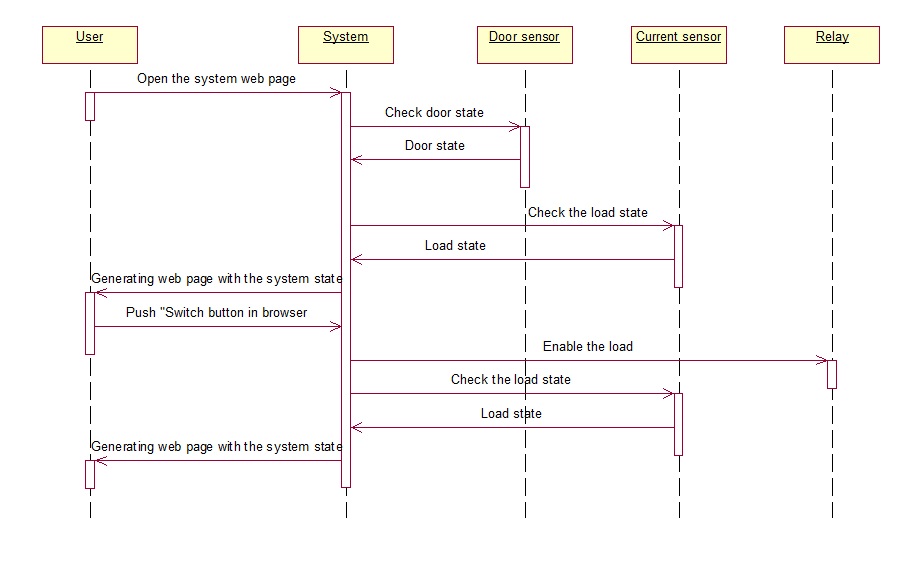 User
System
Door sensor
Current sensor
Relay
Open the system web page
Check door state
Door state
Check the load state
Load state
Generating web page with the system state
Push "Switch button in browser
Enable the load
Check the load state
Load state
Generating web page with the system state